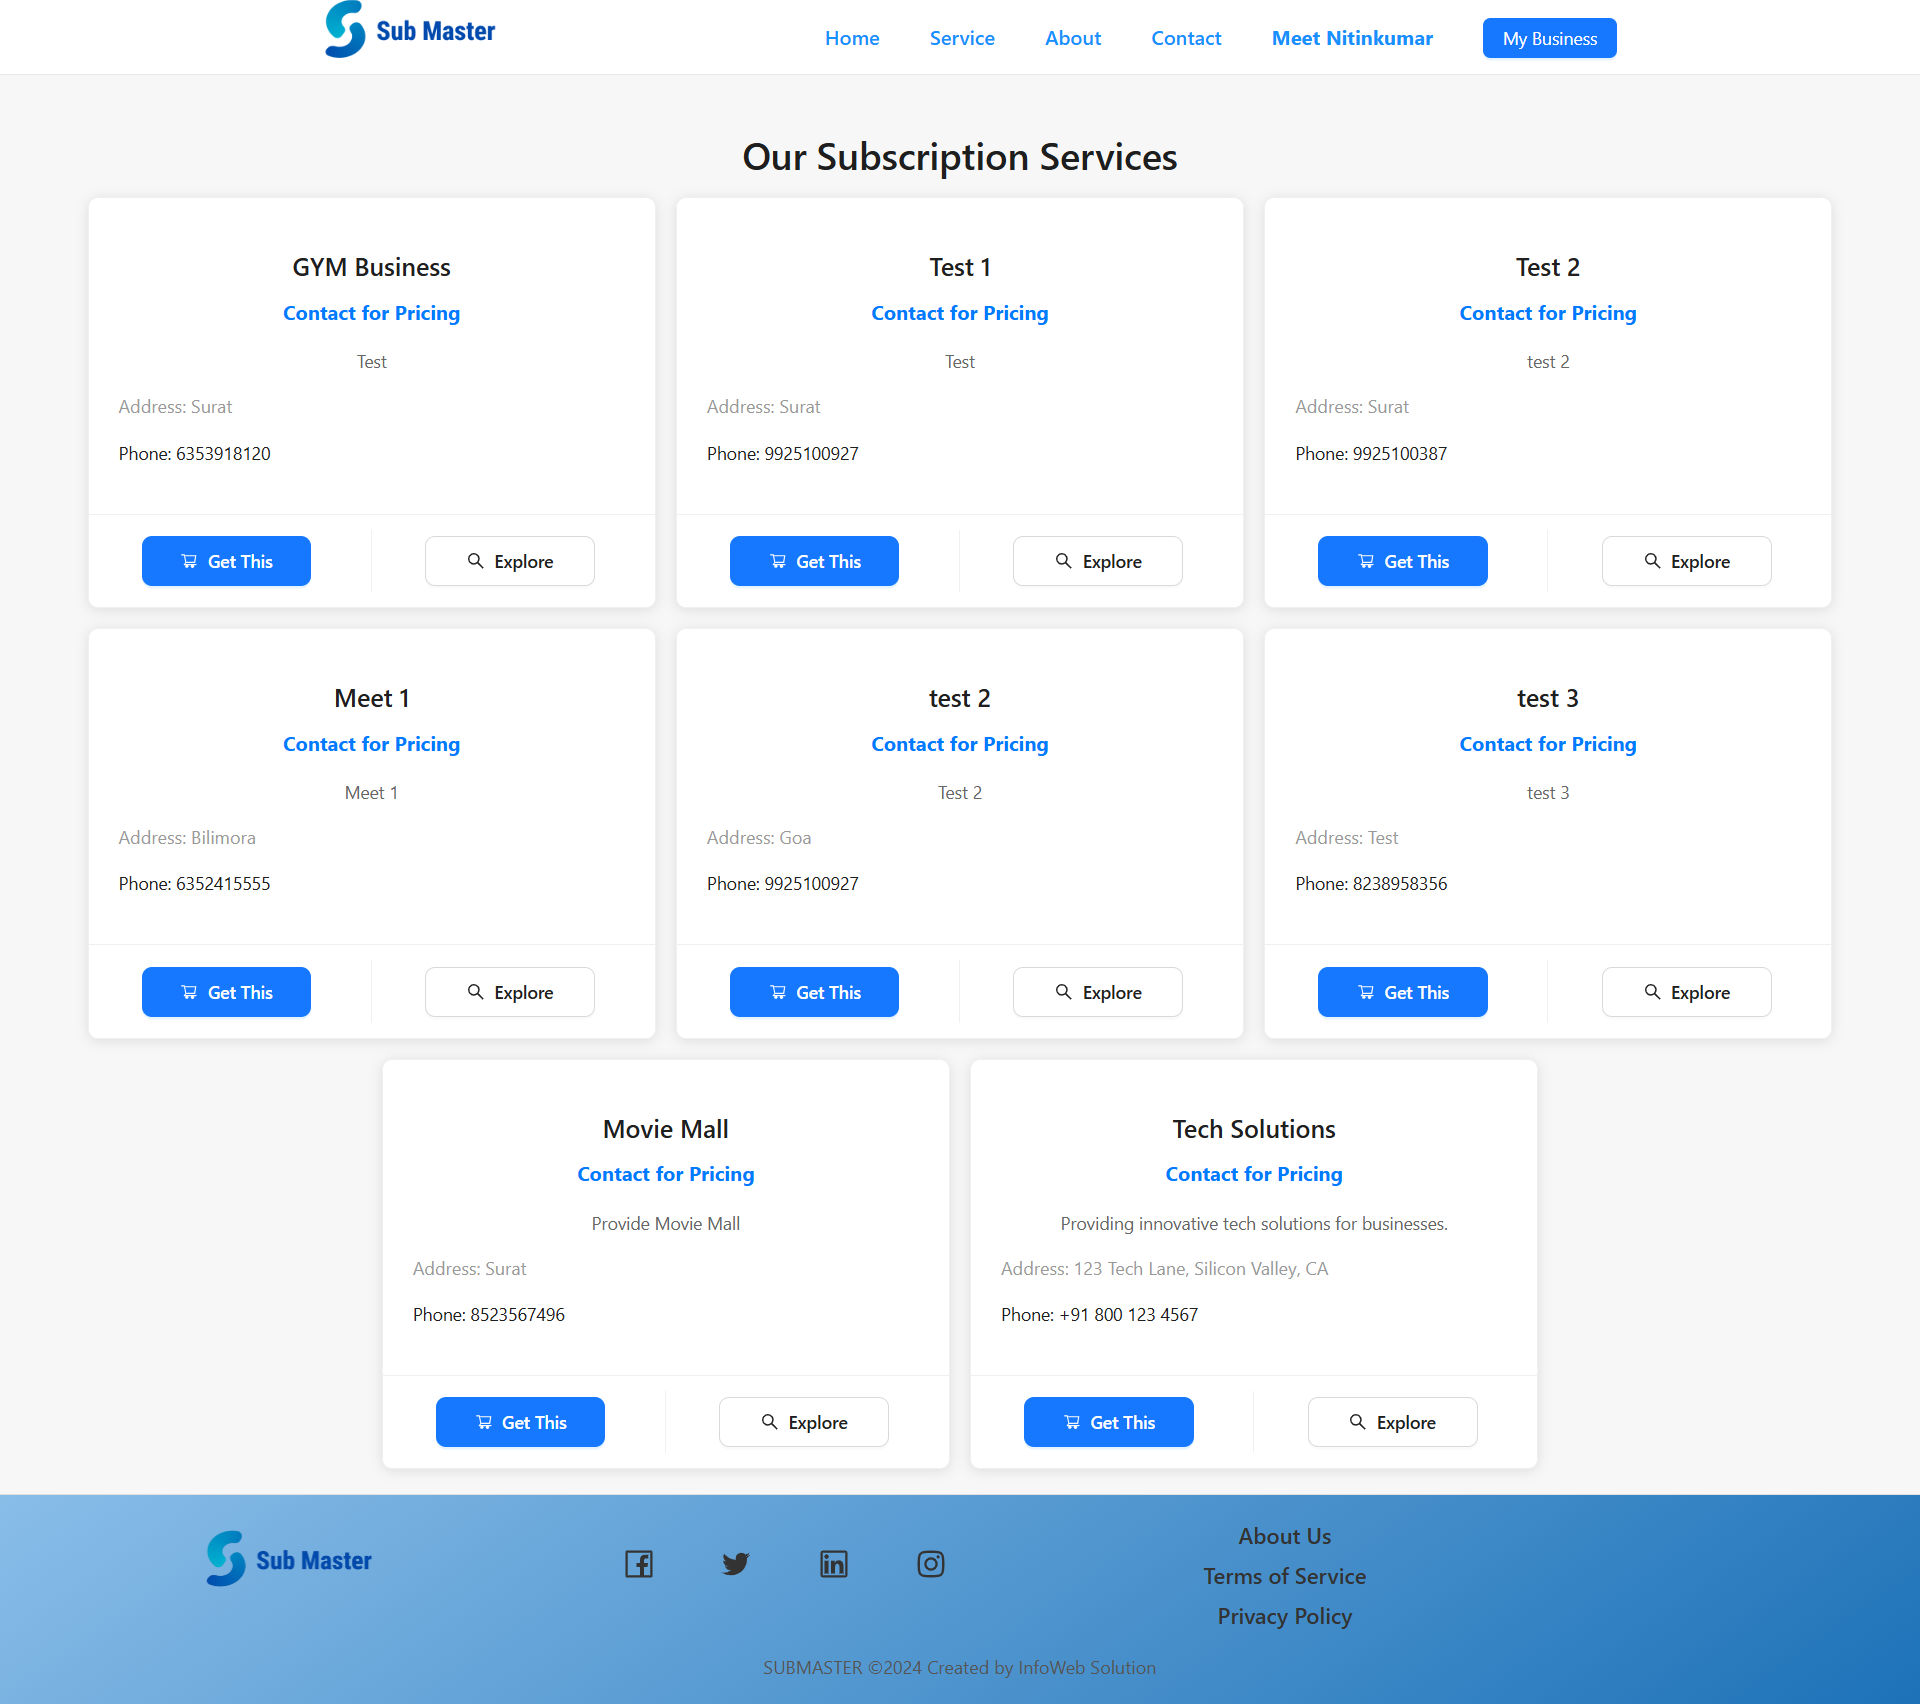 Sub Master
Home Service About Contact Meet Nitinkumar My Business
Our Subscription Services
GYM Business
Contact for Pricing
Test
Address: Surat
Phone: 6353918120
Get This Explore
Test 1
Contact for Pricing
Test
Address: Surat
Phone: 9925100927
Get This Explore
Test 2
Contact for Pricing
test 2
Address: Surat
Phone: 9925100387
Get This Explore
Meet 1
Contact for Pricing
Meet 1
Address: Bilimora
Phone: 6352415555
Get This Explore
test 2
Contact for Pricing
Test 2
Address: Goa
Phone: 9925100927
Get This Explore
test 3
Contact for Pricing
test 3
Address: Test
Phone: 8238958356
Get This Explore
Movie Mall
Contact for Pricing
Provide Movie Mall
Address: Surat
Phone: 8523567496
Get This Explore
Tech Solutions
Contact for Pricing
Providing innovative tech solutions for businesses.
Address: 123 Tech Lane, Silicon Valley, CA
Phone: +91 800 123 4567
Get This Explore
Sub Master
About Us
Terms of Service
Privacy Policy
SUBMASTER ©2024 Created by InfoWeb Solution